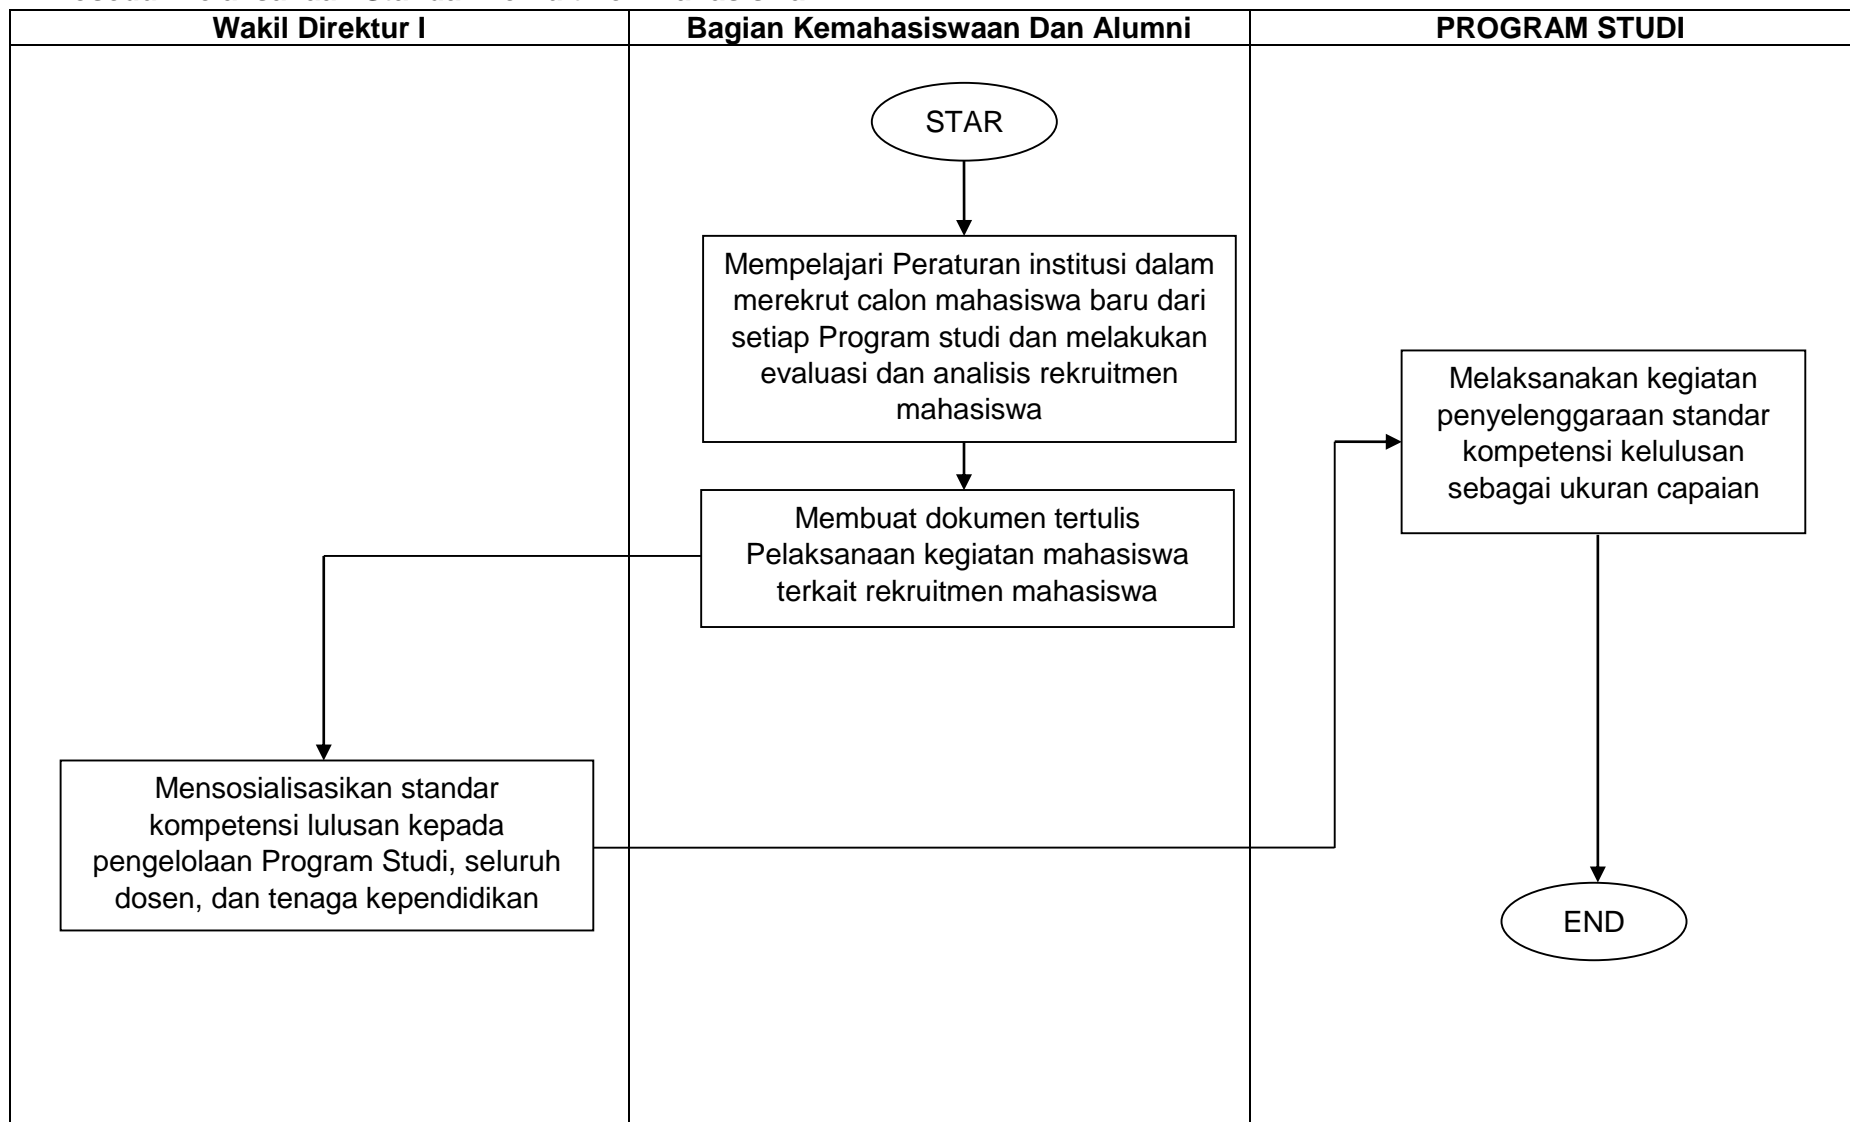 Wakil Direktur I
Bagian Kemahasiswaan Dan Alumni
PROGRAM STUDI
STAR
Mempelajari Peraturan institusi dalam
merekrut calon mahasiswa baru dari
setiap Program studi dan melakukan
evaluasi dan analisis rekruitmen
mahasiswa
Membuat dokumen tertulis
Pelaksanaan kegiatan mahasiswa
terkait rekruitmen mahasiswa
Mensosialisasikan standar
kompetensi lulusan kepada
pengelolaan Program Studi, seluruh
dosen, dan tenaga kependidikan
Melaksanakan kegiatan
penyelenggaraan standar
kompetensi kelulusan
sebagai ukuran capaian
END